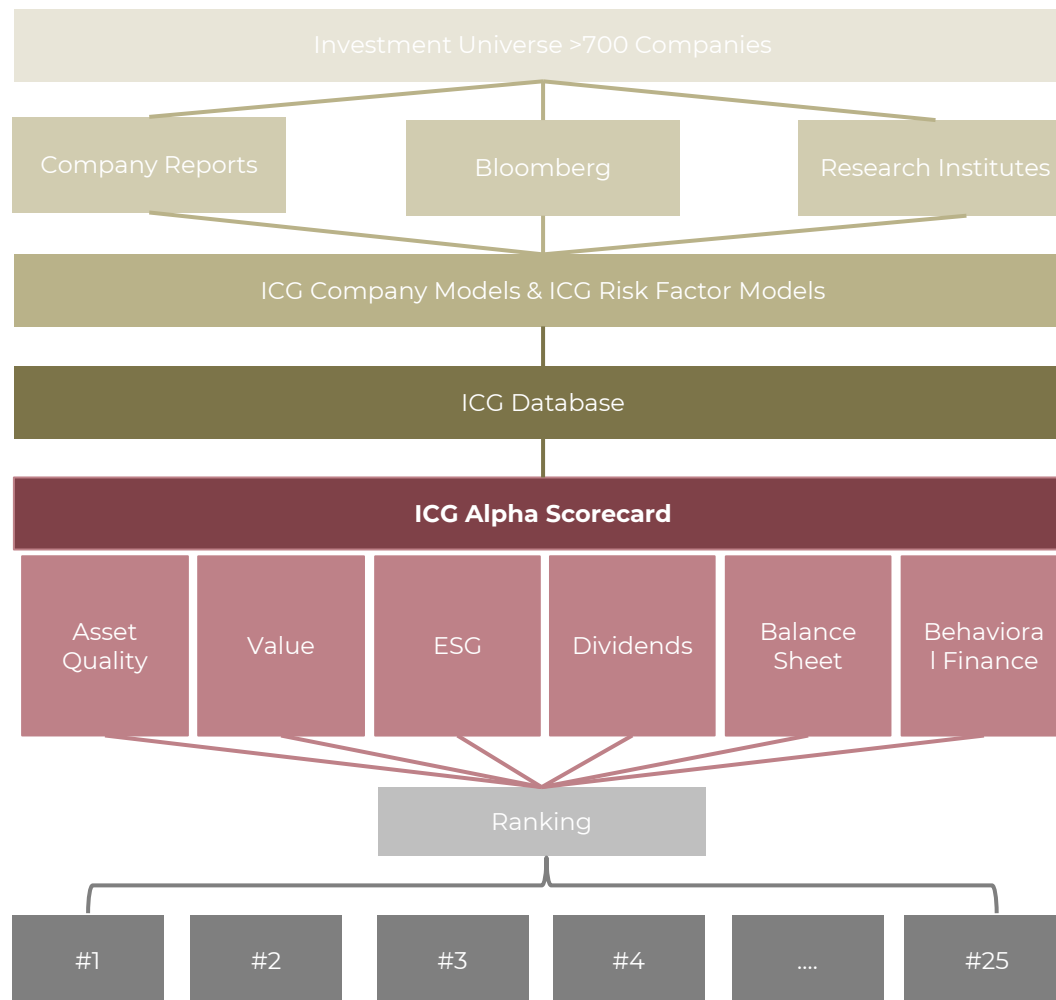 Investment Universe >700 Companies
Company Reports
Bloomberg
Research Institutes
ICG Company Models & ICG Risk Factor Models
ICG Database
ICG Alpha Scorecard
Asset
Quality
Value
ESG
Dividends
Balance
Sheet
Behaviora
l Finance
Ranking
#1
#2
#3
#4
....
#25